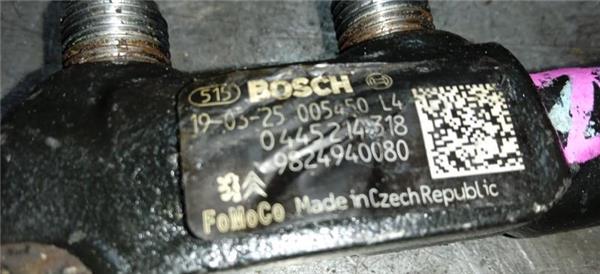 515 BOSCH
19-03-25 005450 L4
0445214318
9824940080
FoMoCo Made in Czech Republic